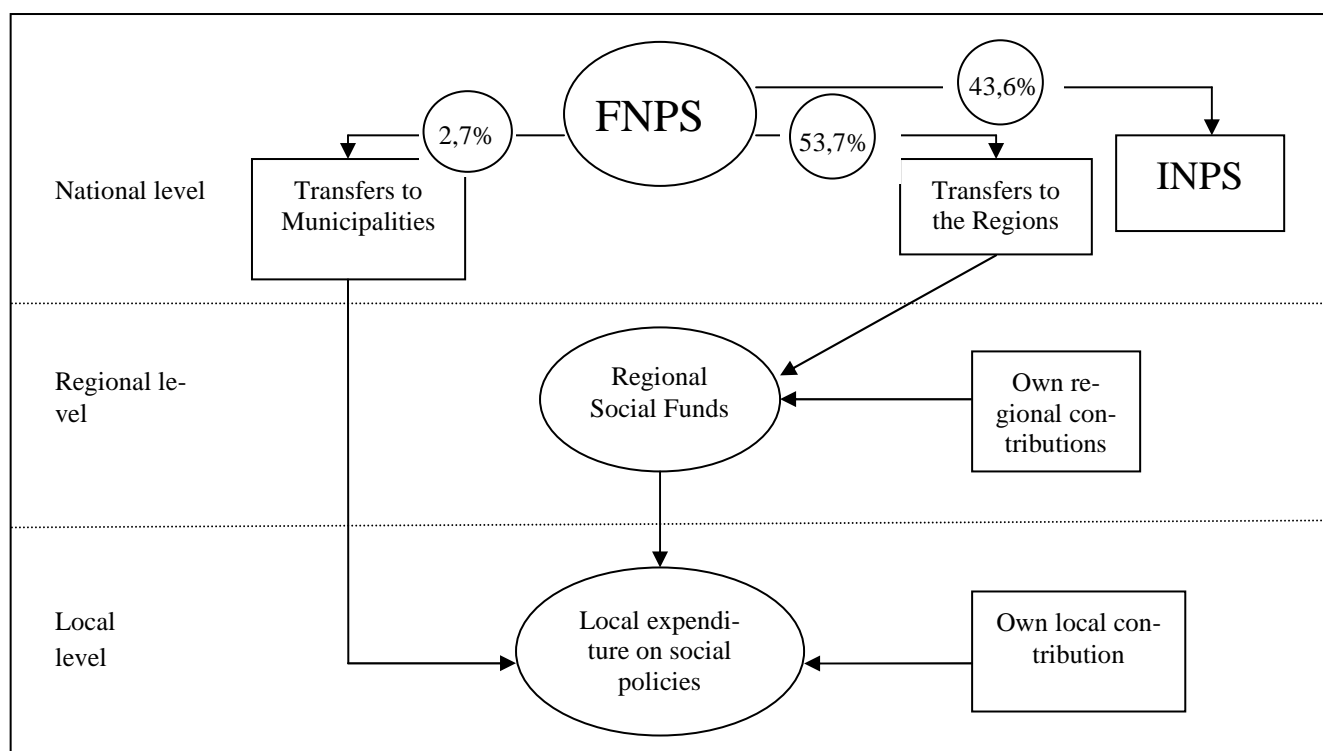 43,6%
FNPS
2,7%
53,7%
National level
Transfers to
Municipalities
Transfers to
the Regions
INPS
Regional le-
vel
Regional
Social Funds
Own re-
gional con-
tributions
Local
level
Local expendi-
ture on social
policies
Own local con-
tribution